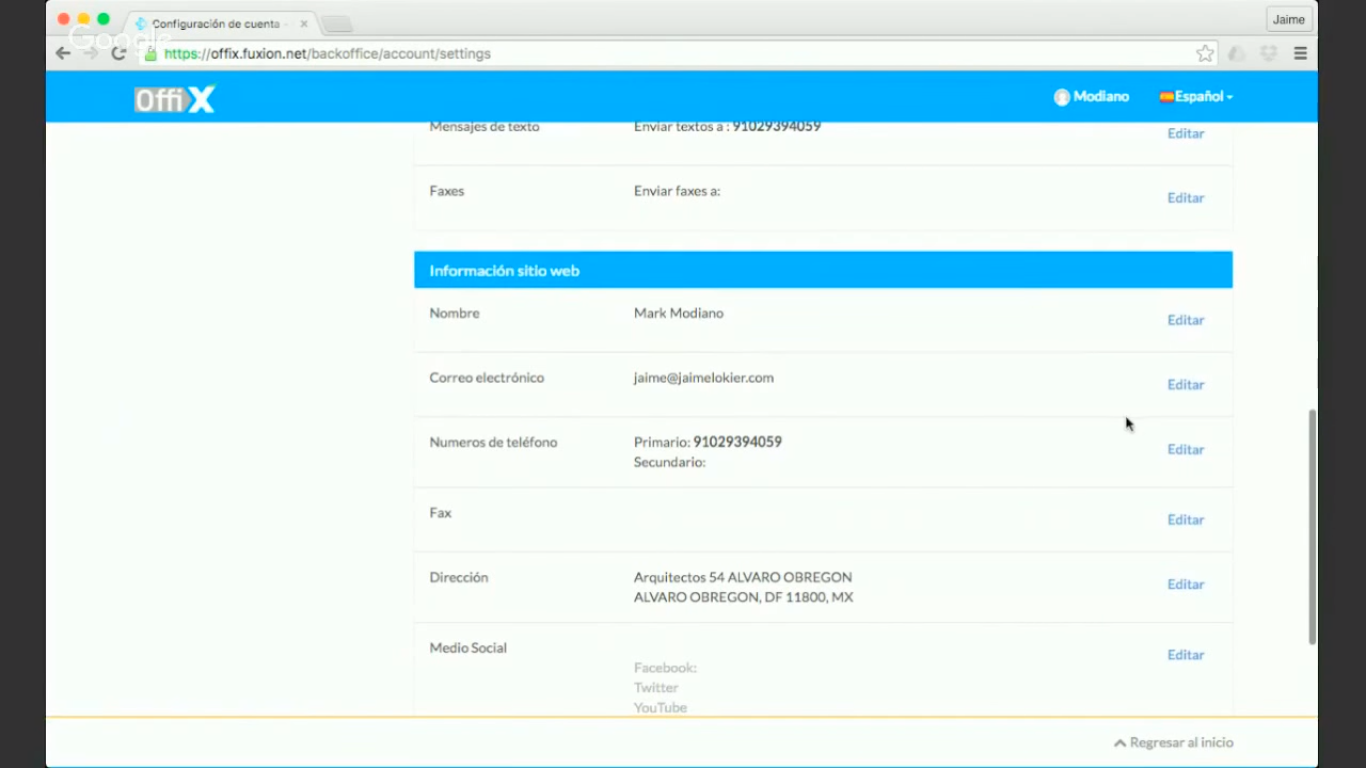 Configuración de cuenta -
Jaime
Google
https://offix.fuxion.net/backoffice/account/settings
OffiX
Modiano
Español
Mensajes de texto
Enviar textos a : 91029394059
Editar
Faxes
Enviar faxes a:
Editar
Información sitio web
Nombre
Mark Modiano
Editar
Correo electrónico
jaime@jaimelokier.com
Editar
Numeros de teléfono
Primario: 91029394059
Secundario:
Editar
Fax
Editar
Dirección
Arquitectos 54 ALVARO OBREGON
ALVARO OBREGON, DF 11800, MX
Editar
Medio Social
Editar
Facebook:
Twitter
YouTube
Regresar al inicio